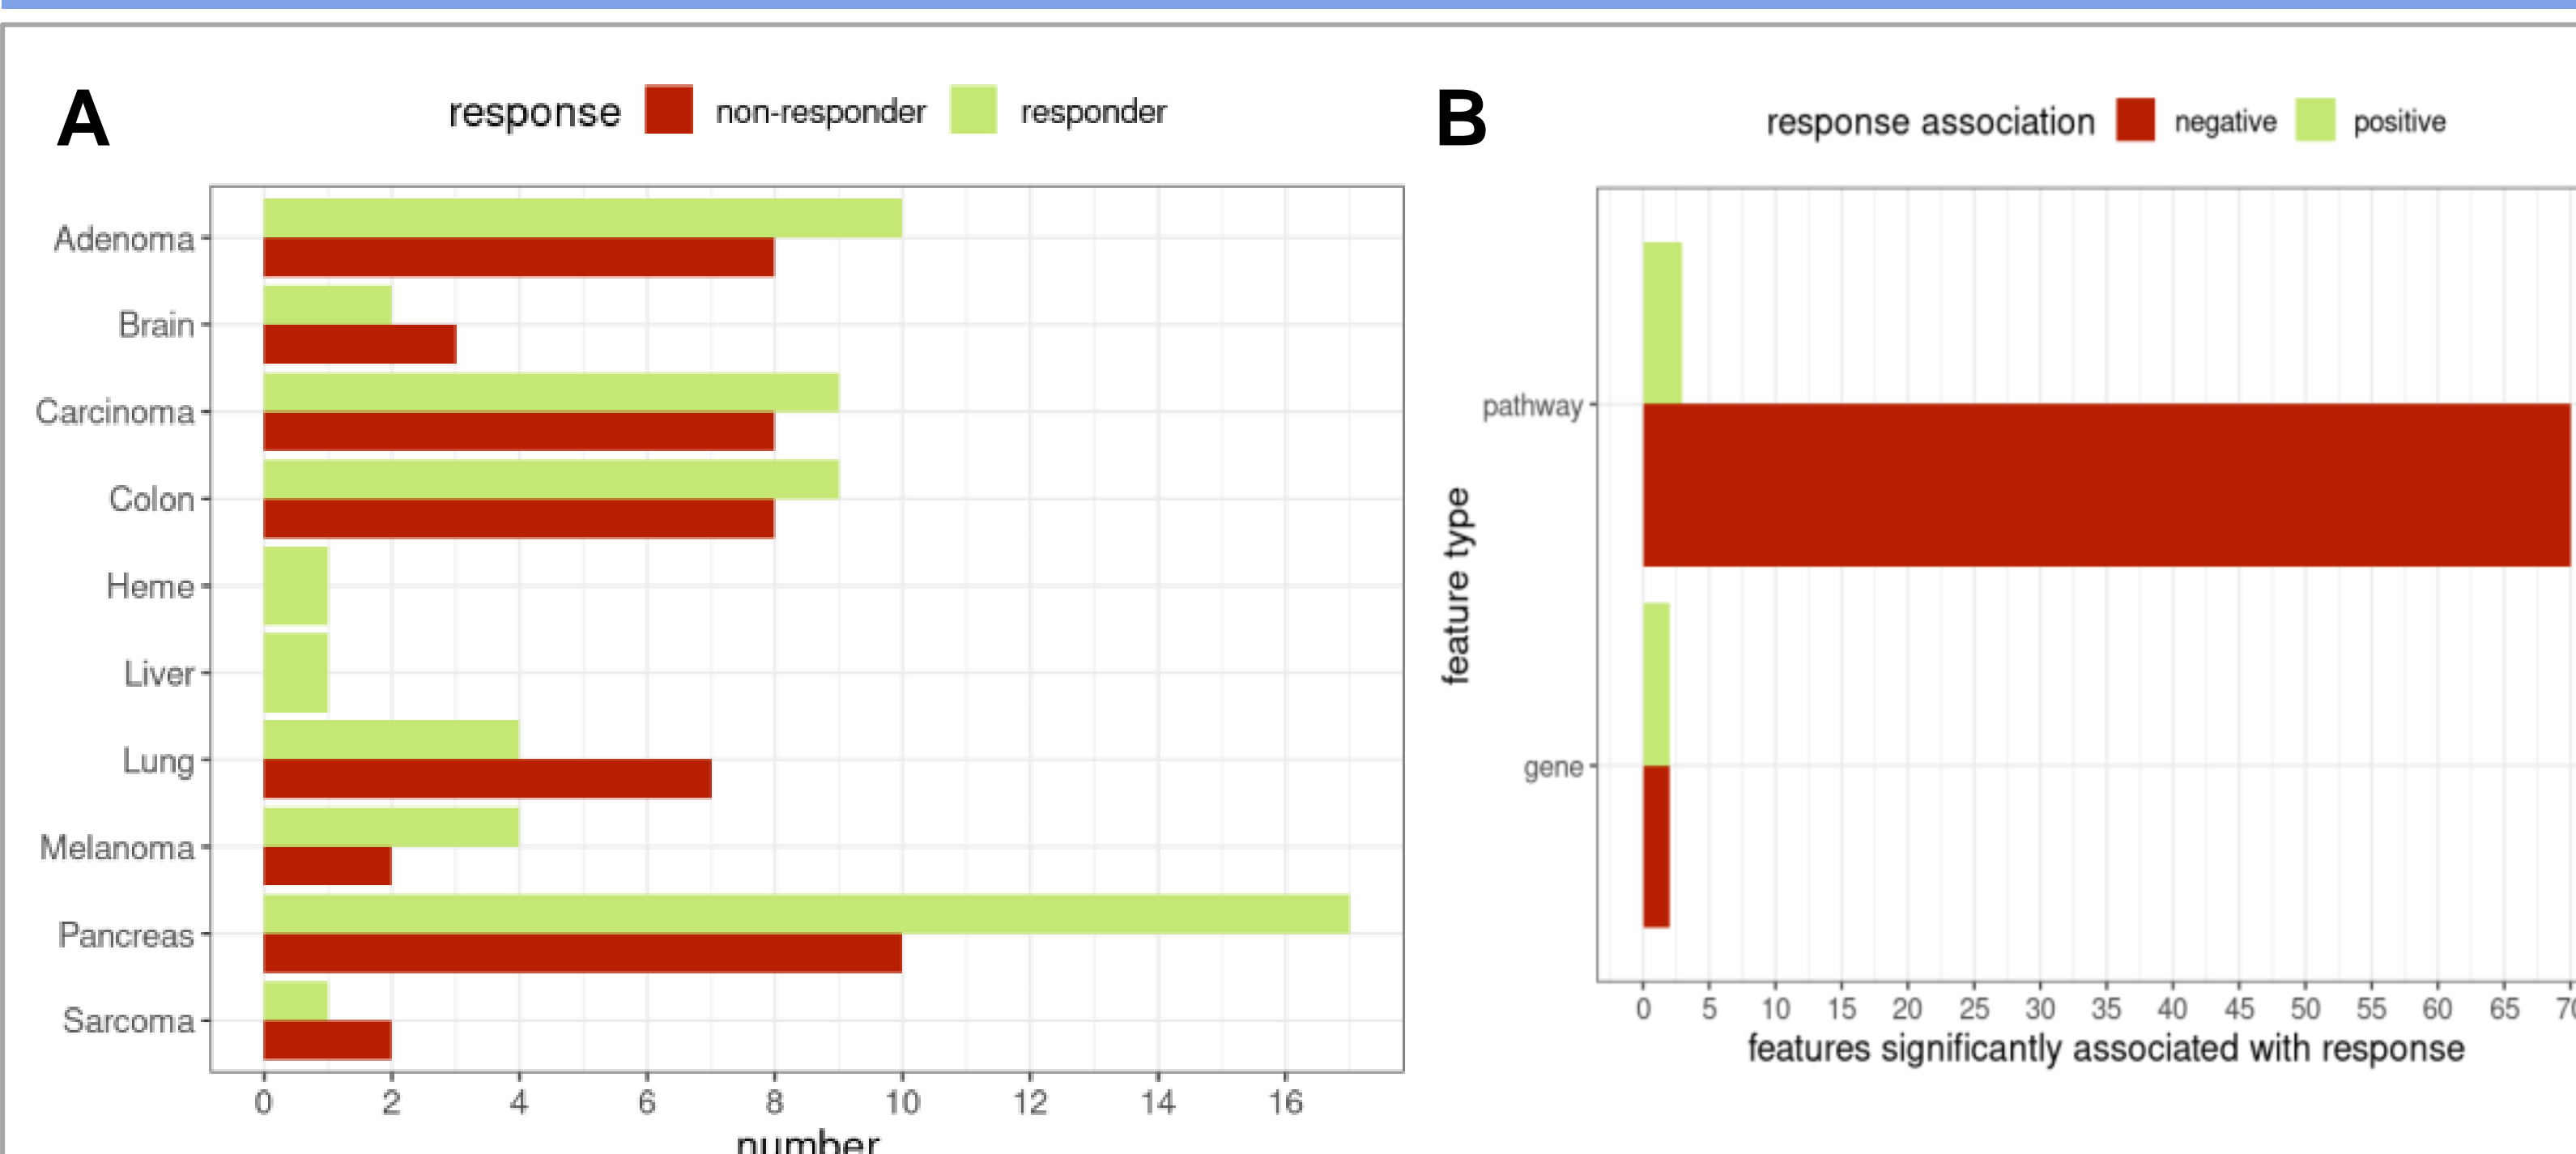 A
response non-responder responder
Adenoma
Brain
Carcinoma
Colon
Heme
Liver
Lung
Melanoma
Pancreas
Sarcoma
0 2 4 6 8 10 12 14 16
number
B
response association negative positive
feature type
pathway
gene
0 5 10 15 20 25 30 35 40 45 50 55 60 65 70
features significantly associated with response